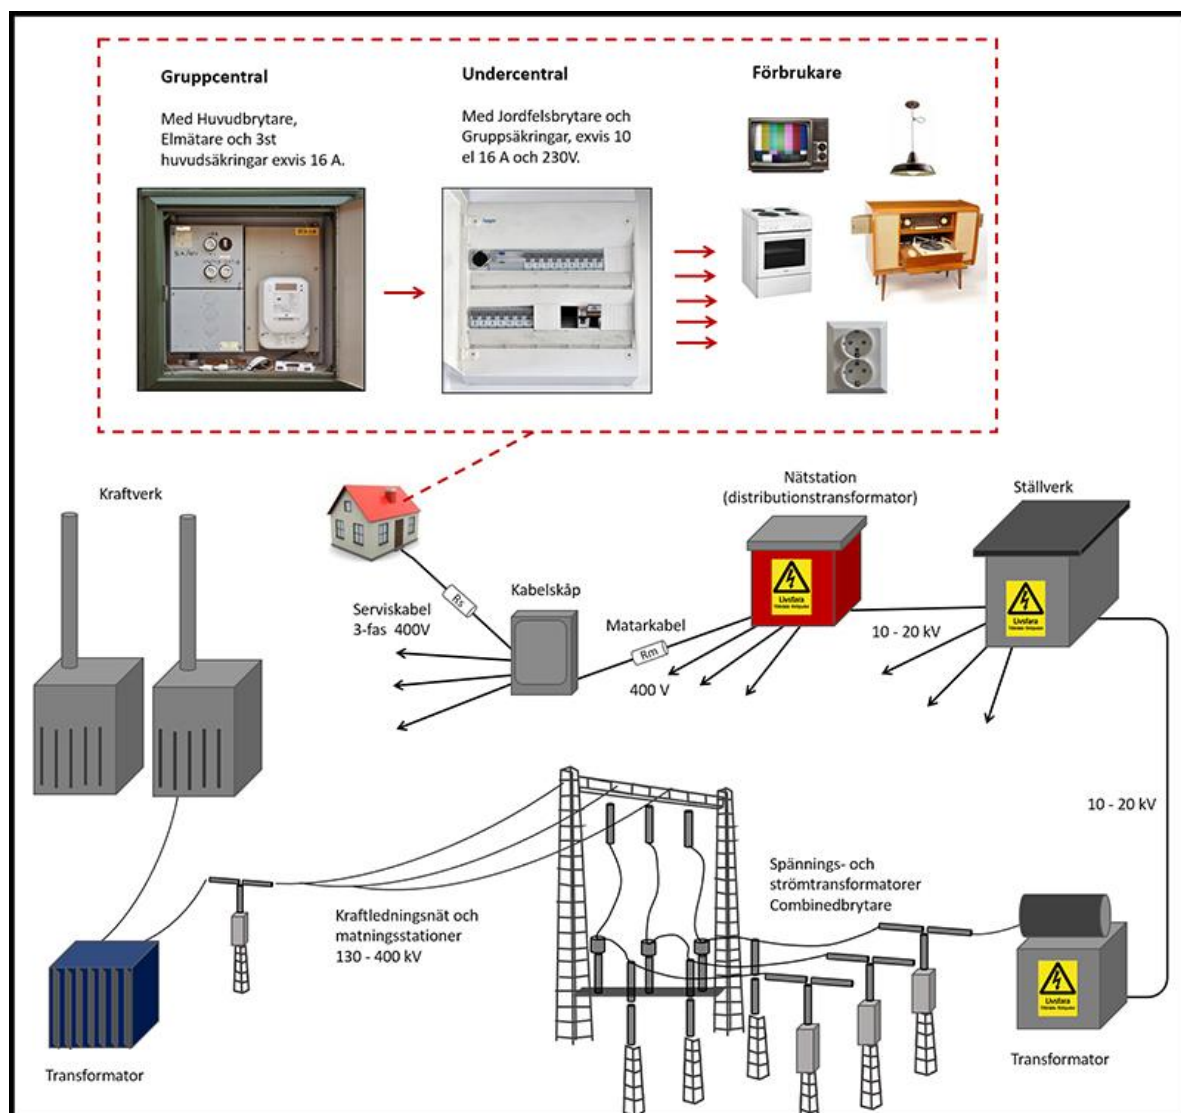 Gruppcentral
Med Huvudbrytare,
Elmätare och 3st
huvudsäkringar exvis 16 A.
Undercentral
Med Jordfelsbrytare och
Gruppsäkringar, exvis 10
el 16 A och 230V.
Förbrukare
hager
Kraftverk
Nätstation
(distributionstransformator)
Ställverk
Kabelskåp
Serviskabel
3-fas 400V
Rs
Matarkabel
Rm
400 V
Livsfara
10 - 20 kV
Livsfara
10 - 20 kV
Kraftledningsnät och
matningsstationer
130 - 400 kV
Spännings- och
strömtransformatorer
Combinedbrytare
Livsfara
Transformator
Transformator